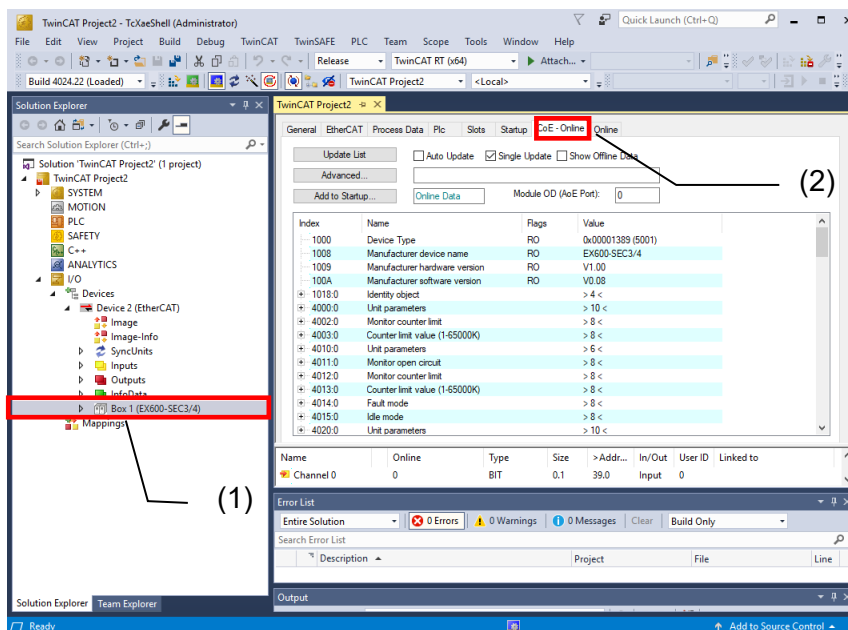 TwinCAT Project2 - TcXaeShell (Administrator)
Quick Launch (Ctrl+Q)
File Edit View Project Build Debug TwinCAT TwinSAFE PLC Team Scope Tools Window Help
Release TwinCAT RT (x64) Attach...
Build 4024.22 (Loaded) TwinCAT Project2 <Local>
Solution Explorer
Search Solution Explorer (Ctrl+;)
Solution 'TwinCAT Project2' (1 project)
TwinCAT Project2
SYSTEM
MOTION
PLC
SAFETY
C++
ANALYTICS
I/O
Devices
Device 2 (EtherCAT)
Image
Image-Info
SyncUnits
Inputs
Outputs
InfoData
Box 1 (EX600-SEC3/4)
Mappings
(1)
Solution Explorer Team Explorer
TwinCAT Project2
General EtherCAT Process Data Plc Slots Startup CoE - Online Online
Update List Auto Update Single Update Show Offline Data
Advanced...
Add to Startup... Online Data Module OD (AoE Port): 0
(2)
Index Name Flags Value
1000 Device Type RO 0x00001389 (5001)
1008 Manufacturer device name RO EX600-SEC3/4
1009 Manufacturer hardware version RO V1.00
100A Manufacturer software version RO V0.08
1018:0 Identity object > 4 <
4000:0 Unit parameters > 10 <
4002:0 Monitor counter limit > 8 <
4003:0 Counter limit value (1-65000K) > 8 <
4010:0 Unit parameters > 6 <
4011:0 Monitor open circuit > 8 <
4012:0 Monitor counter limit > 8 <
4013:0 Counter limit value (1-65000K) > 8 <
4014:0 Fault mode > 8 <
4015:0 Idle mode > 8 <
4020:0 Unit parameters > 10 <
Name Online Type Size >Addr... In/Out User ID Linked to
Channel 0 0 BIT 0.1 39.0 Input 0
Error List
Entire Solution 0 Errors 0 Warnings 0 Messages Clear Build Only
Search Error List
Description Project File Line
Output
Ready Add to Source Control